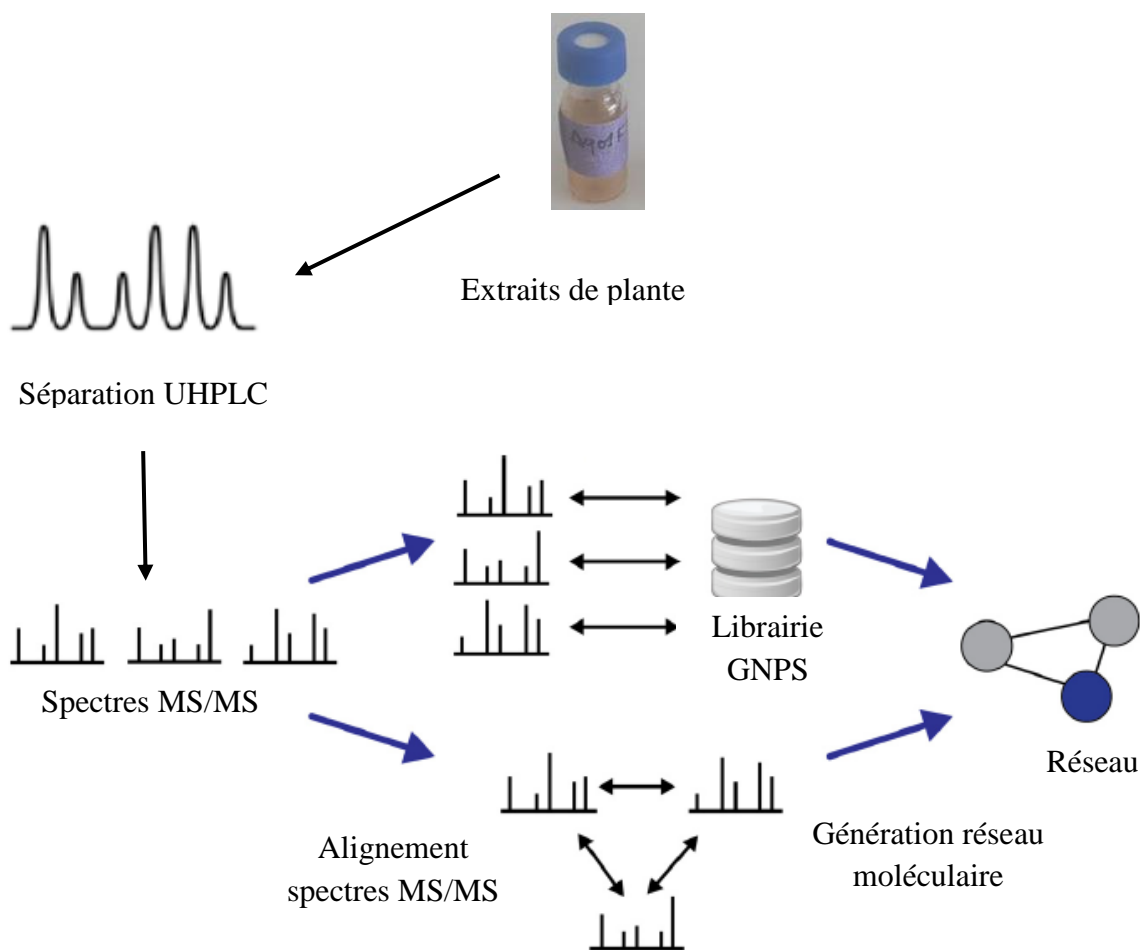 Extraits de plante
Séparation UHPLC
Spectres MS/MS
Librairie
GNPS
Réseau
Alignement
spectres MS/MS
Génération réseau
moléculaire